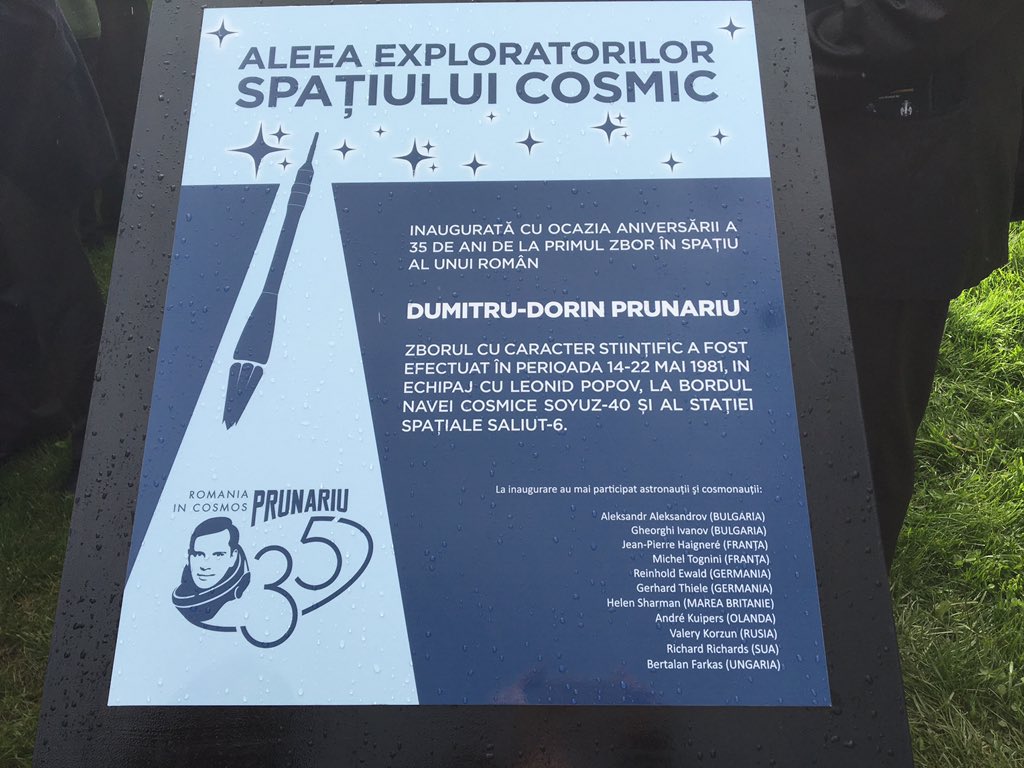 ALEEA EXPLORATORILOR
SPAȚIULUI COSMIC
INAUGURATĂ CU OCAZIA ANIVERSĂRII A
35 DE ANI DE LA PRIMUL ZBOR ÎN SPAȚIU
AL UNUI ROMÂN
DUMITRU-DORIN PRUNARIU
ZBORUL CU CARACTER STIINȚIFIC A FOST
EFECTUAT ÎN PERIOADA 14-22 MAI 1981, IN
ECHIPAJ CU LEONID POPOV, LA BORDUL
NAVEI COSMICE SOYUZ-40 ȘI AL STAȚIEI
SPAȚIALE SALIUT-6.
ROMANIA
IN COSMOS
PRUNARIU
35
La inaugurare au mai participat astronauții şi cosmonauții:
Aleksandr Aleksandrov (BULGARIA)
Gheorghi Ivanov (BULGARIA)
Jean-Pierre Haigneré (FRANȚA)
Michel Tognini (FRANȚA)
Reinhold Ewald (GERMANIA)
Gerhard Thiele (GERMANIA)
Helen Sharman (MAREA BRITANIE)
André Kuipers (OLANDA)
Valery Korzun (RUSIA)
Richard Richards (SUA)
Bertalan Farkas (UNGARIA)